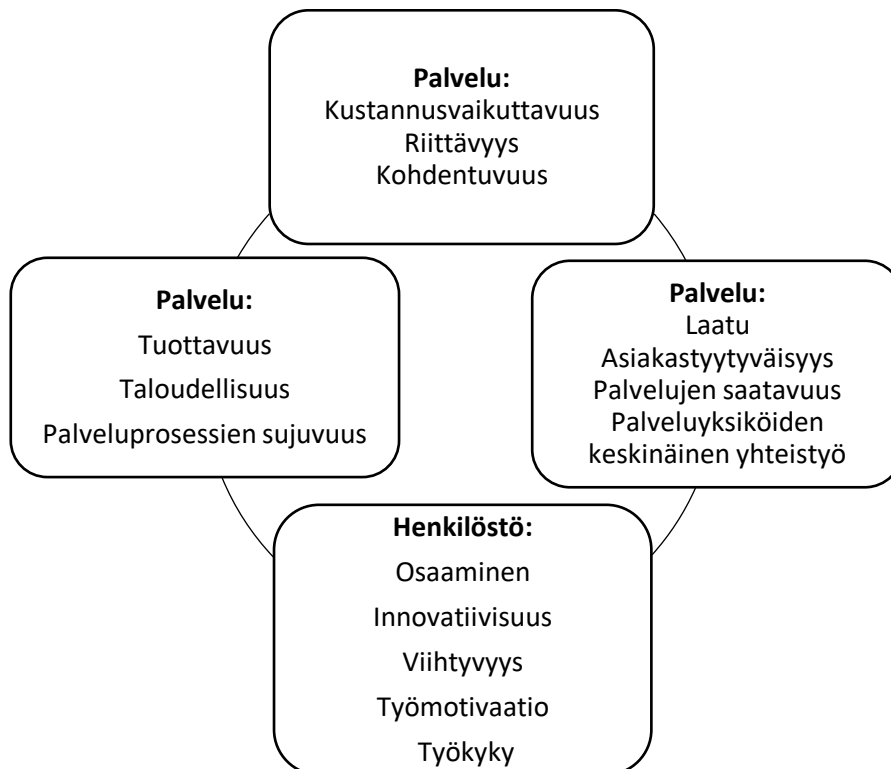 Palvelu:
Kustannusvaikuttavuus
Riittävyys
Kohdentuvuus
Palvelu:
Tuottavuus
Taloudellisuus
Palveluprosessien sujuvuus
Palvelu:
Laatu
Asiakastyytyväisyys
Palvelujen saatavuus
Palveluyksiköiden
keskinäinen yhteistyö
Henkilöstö:
Osaaminen
Innovatiivisuus
Viihtyvyys
Työmotivaatio
Työkyky